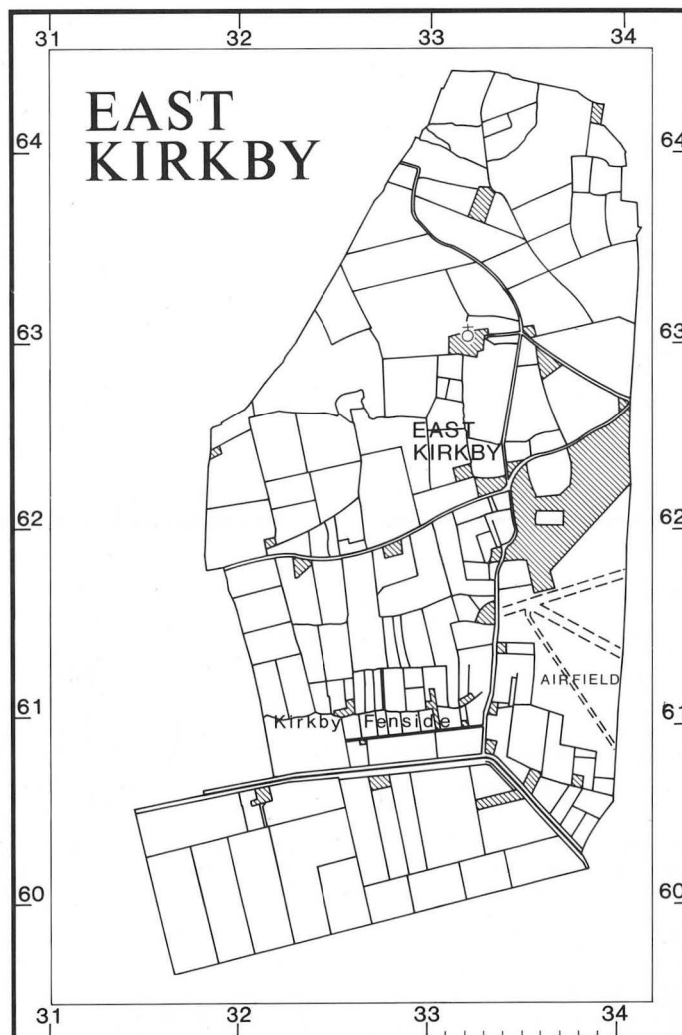 31 32 33 34
EAST
KIRKBY
64 64
63 63
EAST
KIRKBY
62 62
AIRFIELD
61 61
Kirkby Fenside
60 60
31 32 33 34